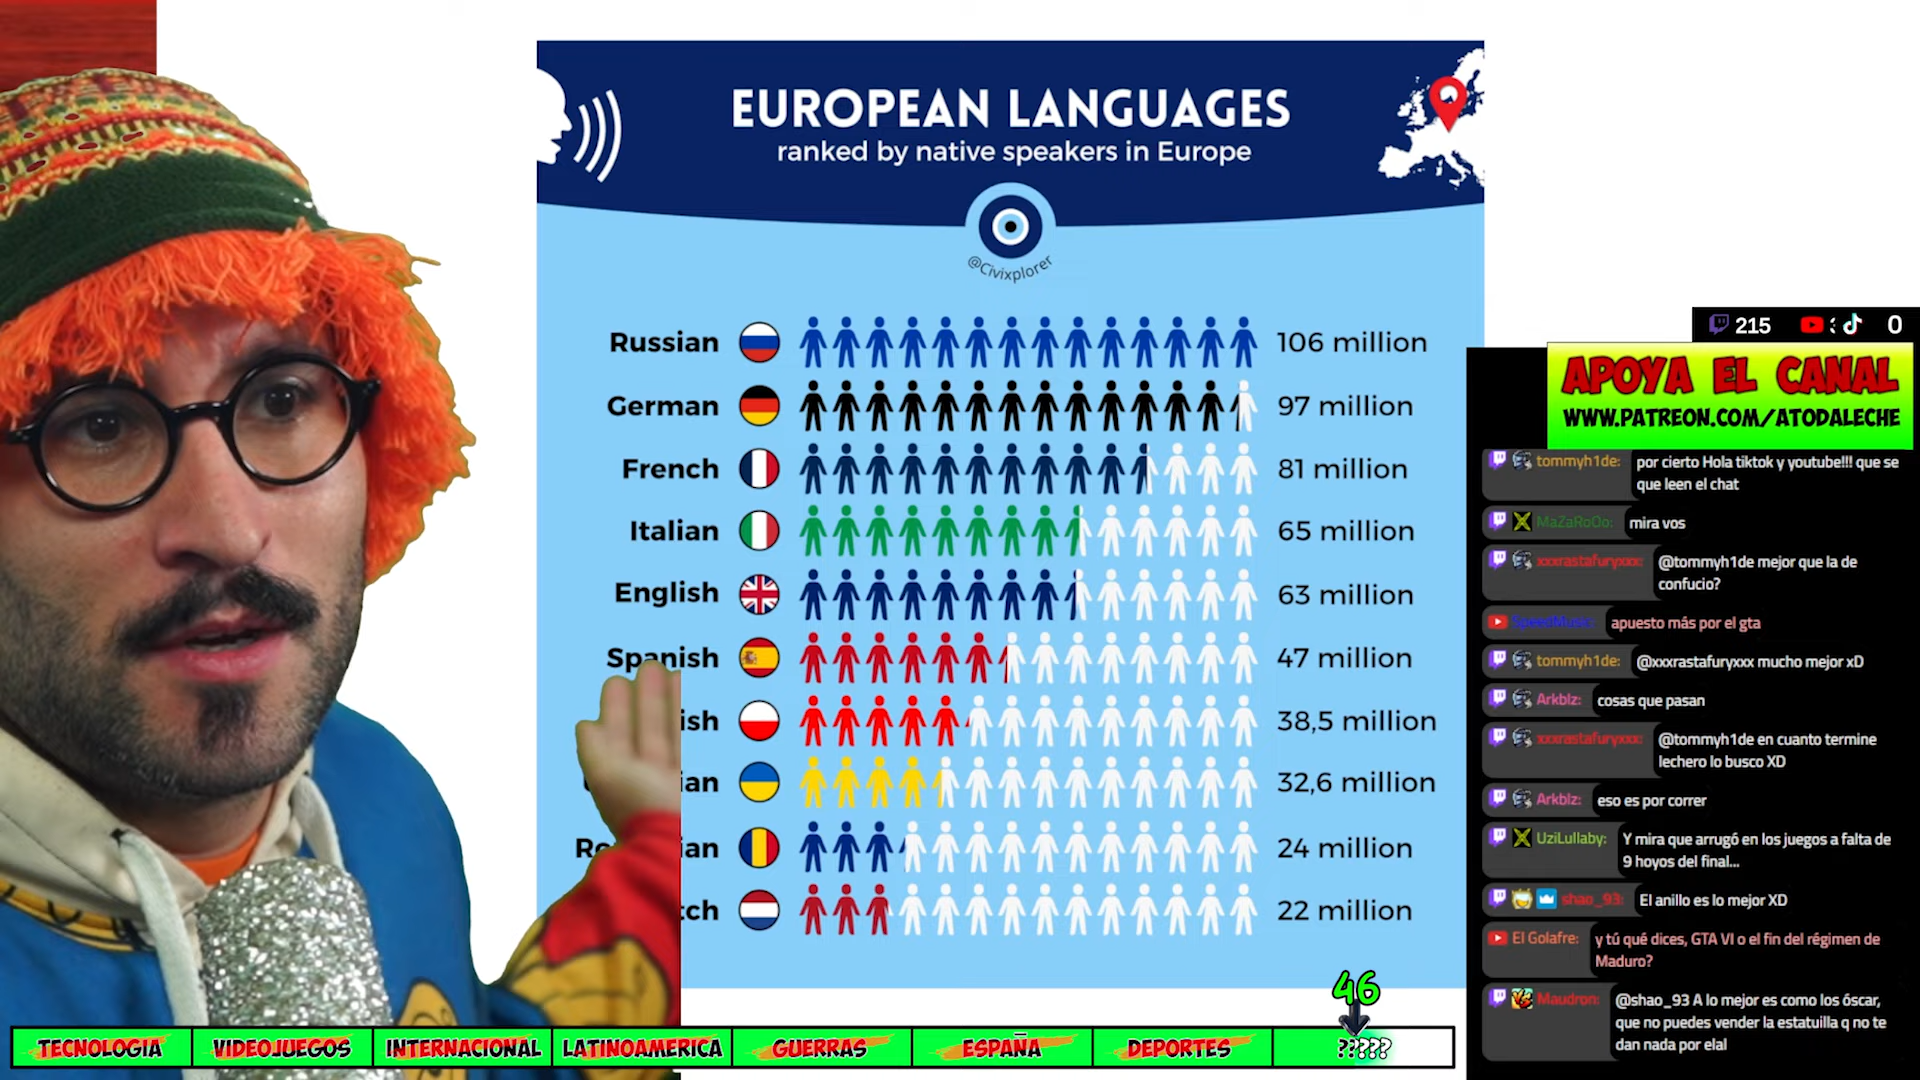 EUROPEAN LANGUAGES
ranked by native speakers in Europe
@Civixplorer
Russian 106 million
German 97 million
French 81 million
Italian 65 million
English 63 million
Spanish 47 million
ish 38,5 million
ian 32,6 million
Ro ian 24 million
tch 22 million
215 0
APOYA EL CANAL
WWW.PATREON.COM/ATODALECHE
tommyh1de: por cierto Hola tiktok y youtube!!! que se
que leen el chat
MaZaRoOo: mira vos
xxxrastafuryxxx: @tommyh1de mejor que la de
confucio?
apuesto más por el gta
tommyh1de: @xxxrastafuryxxx mucho mejor xD
Arkblz: cosas que pasan
xxxrastafuryxxx: @tommyh1de en cuanto termine
lechero lo busco XD
Arkblz: eso es por correr
UziLullaby: Y mira que arrugó en los juegos a falta de
9 hoyos del final...
shao_93: El anillo es lo mejor XD
El Golafre: y tú qué dices, GTA VI o el fin del régimen de
Maduro?
Maudron: @shao_93 A lo mejor es como los óscar,
que no puedes vender la estatuilla q no te
dan nada por elal
46
TECNOLOGIA VIDEOJUEGOS INTERNACIONAL LATINOAMERICA GUERRAS ESPAÑA DEPORTES ?????